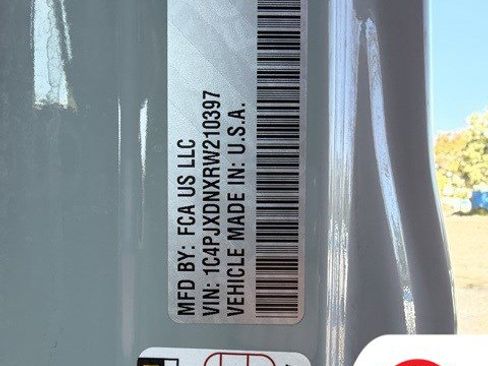 MFD BY: FCA US LLC
VIN: 1C4PJXDNXRW210397
VEHICLE MADE IN: U.S.A.